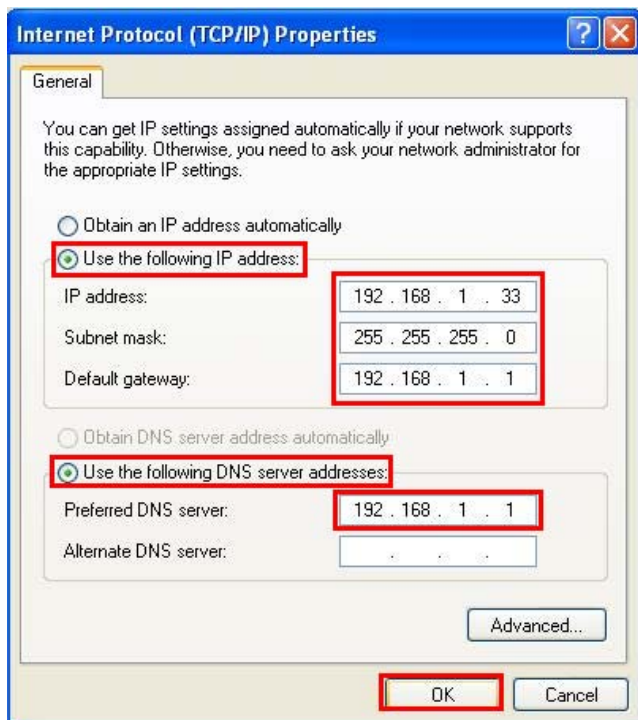 Internet Protocol (TCP/IP) Properties
General
You can get IP settings assigned automatically if your network supports
this capability. Otherwise, you need to ask your network administrator for
the appropriate IP settings.
Obtain an IP address automatically
Use the following IP address:
IP address: 192 . 168 . 1 . 33
Subnet mask: 255 . 255 . 255 . 0
Default gateway: 192 . 168 . 1 . 1
Obtain DNS server address automatically
Use the following DNS server addresses:
Preferred DNS server: 192 . 168 . 1 . 1
Alternate DNS server: . . .
Advanced...
OK Cancel